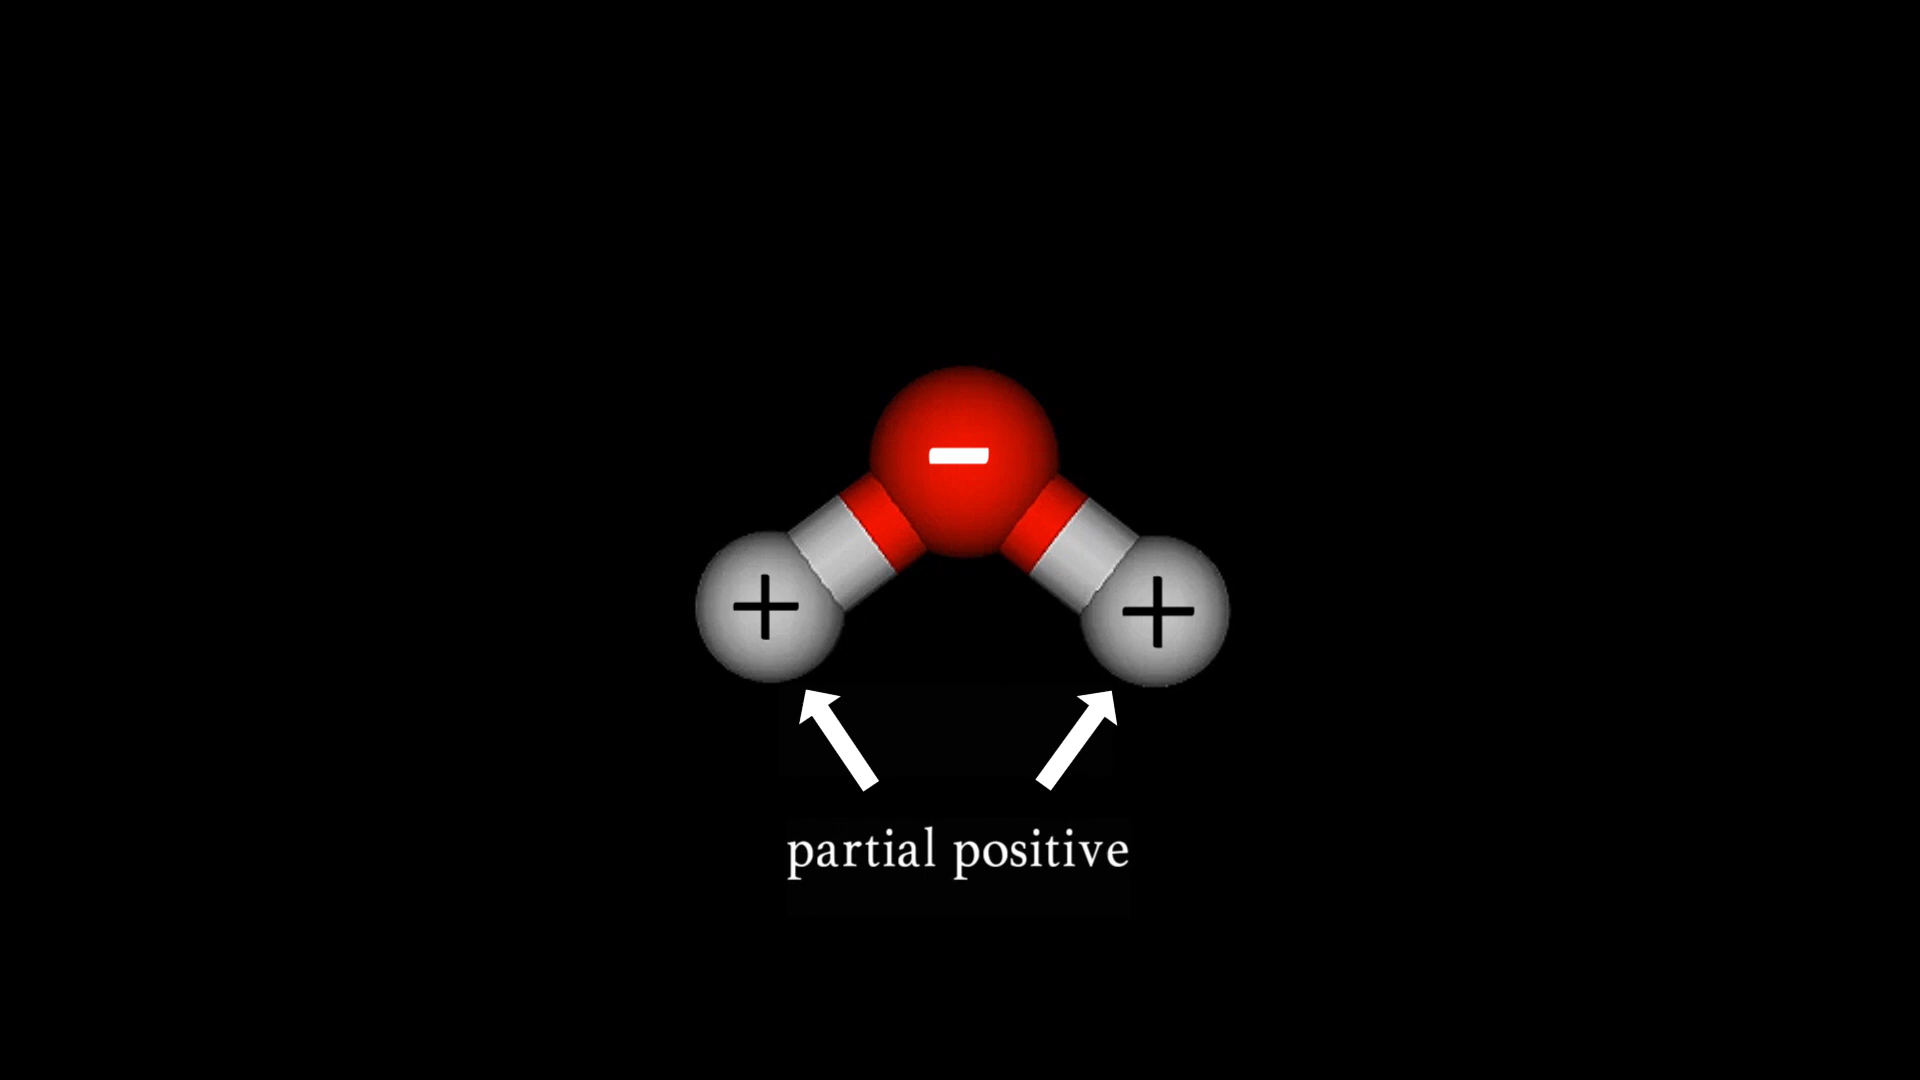 -
+ +
partial positive